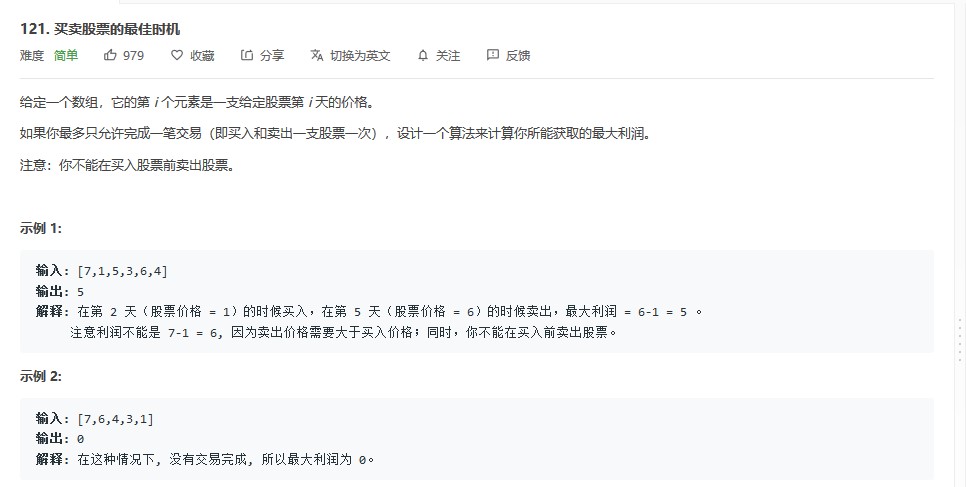 121. 买卖股票的最佳时机
难度 简单 979 收藏 分享 切换为英文 关注 反馈
给定一个数组，它的第 i 个元素是一支给定股票第 i 天的价格。
如果你最多只允许完成一笔交易（即买入和卖出一支股票一次），设计一个算法来计算你所能获取的最大利润。
注意：你不能在买入股票前卖出股票。
示例 1:
输入: [7,1,5,3,6,4]
输出: 5
解释: 在第 2 天（股票价格 = 1）的时候买入，在第 5 天（股票价格 = 6）的时候卖出，最大利润 = 6-1 = 5 。
注意利润不能是 7-1 = 6, 因为卖出价格需要大于买入价格；同时，你不能在买入前卖出股票。
示例 2:
输入: [7,6,4,3,1]
输出: 0
解释: 在这种情况下, 没有交易完成, 所以最大利润为 0。